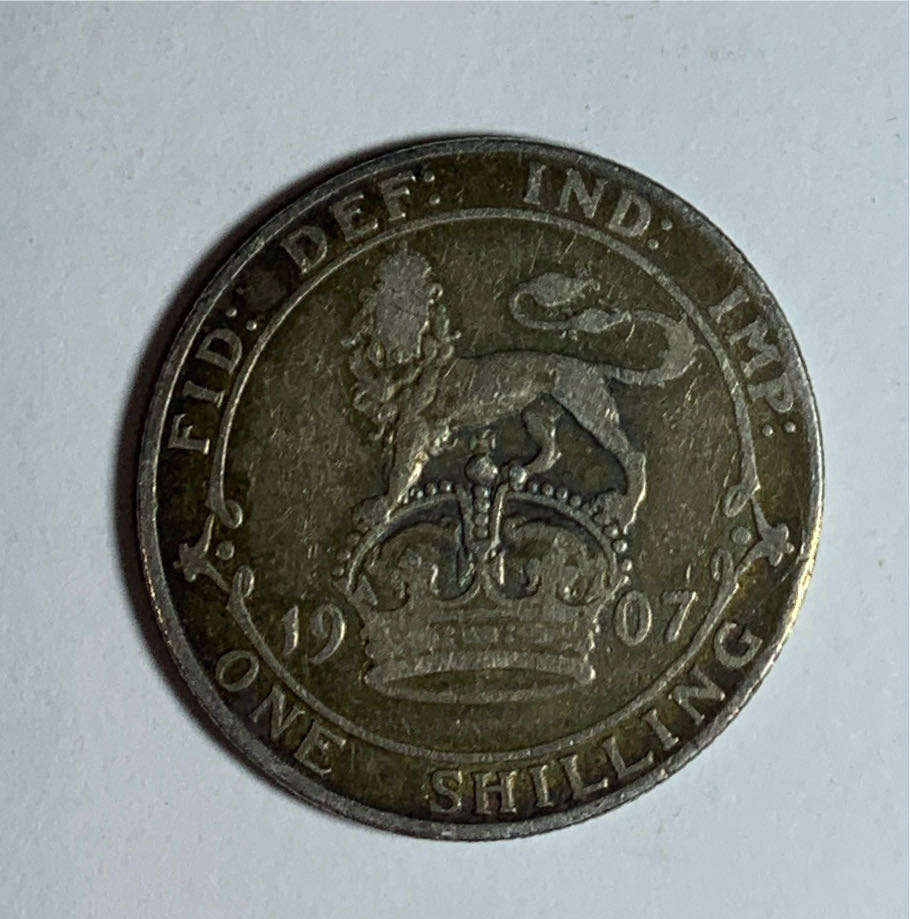 FID: DEF: IND: IMP:
19 07
ONE SHILLING